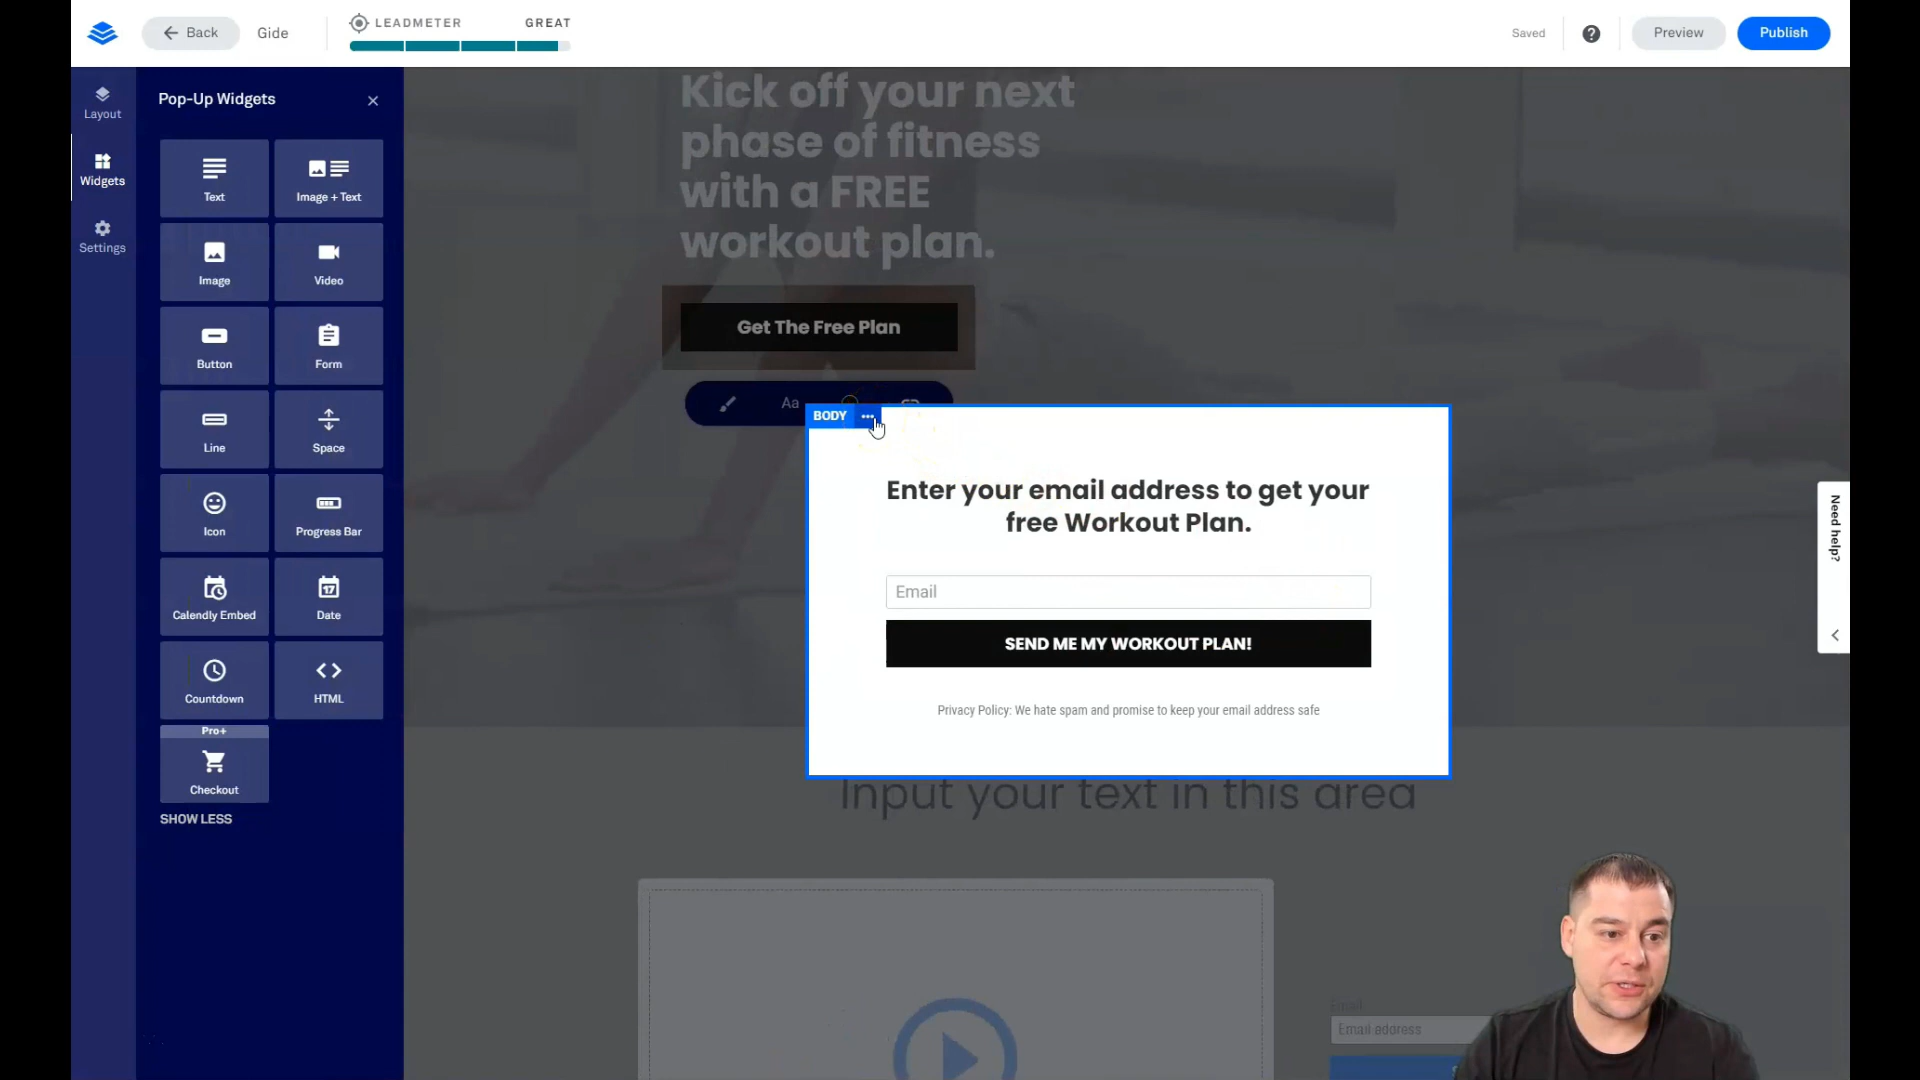 Back
Gide
LEADMETER
GREAT
Saved
Preview
Publish
Layout
Widgets
Settings
Pop-Up Widgets
Text
Image + Text
Image
Video
Button
Form
Line
Space
Icon
Progress Bar
Calendly Embed
Date
17
Countdown
HTML
Pro+
Checkout
SHOW LESS
Kick off your next
phase of fitness
with a FREE
workout plan.
Get The Free Plan
Aa
BODY
Enter your email address to get your
free Workout Plan.
Email
SEND ME MY WORKOUT PLAN!
Privacy Policy: We hate spam and promise to keep your email address safe
Input your text in this area
Need help?
Email
Email address